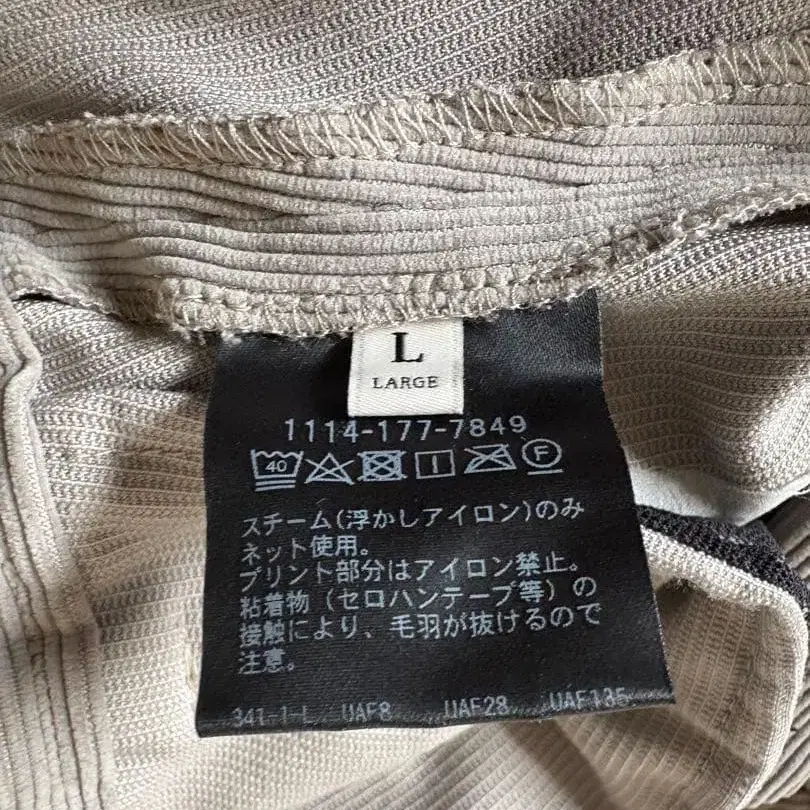 L
LARGE
1114-177-7849
40 F
スチーム(浮かしアイロン)のみ
ネット使用。
プリント部分はアイロン禁止。
粘着物(セロハンテープ等)の
接触により、毛羽が抜けるので
注意。
341-1-L UAF8 UAF28 UAF135